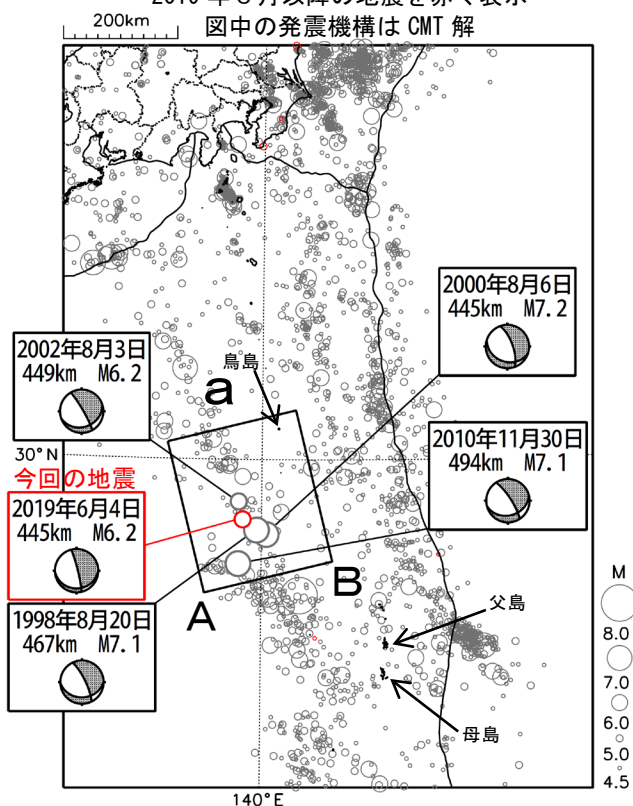 200km
図中の発震機構は CMT 解
2000年8月6日
445km M7.2
2002年8月3日
449km M6.2
鳥島
a
30°N
2010年11月30日
494km M7.1
今回の地震
2019年6月4日
445km M6.2
A
B
1998年8月20日
467km M7.1
父島
母島
M
8.0
7.0
6.0
5.0
4.5
140°E